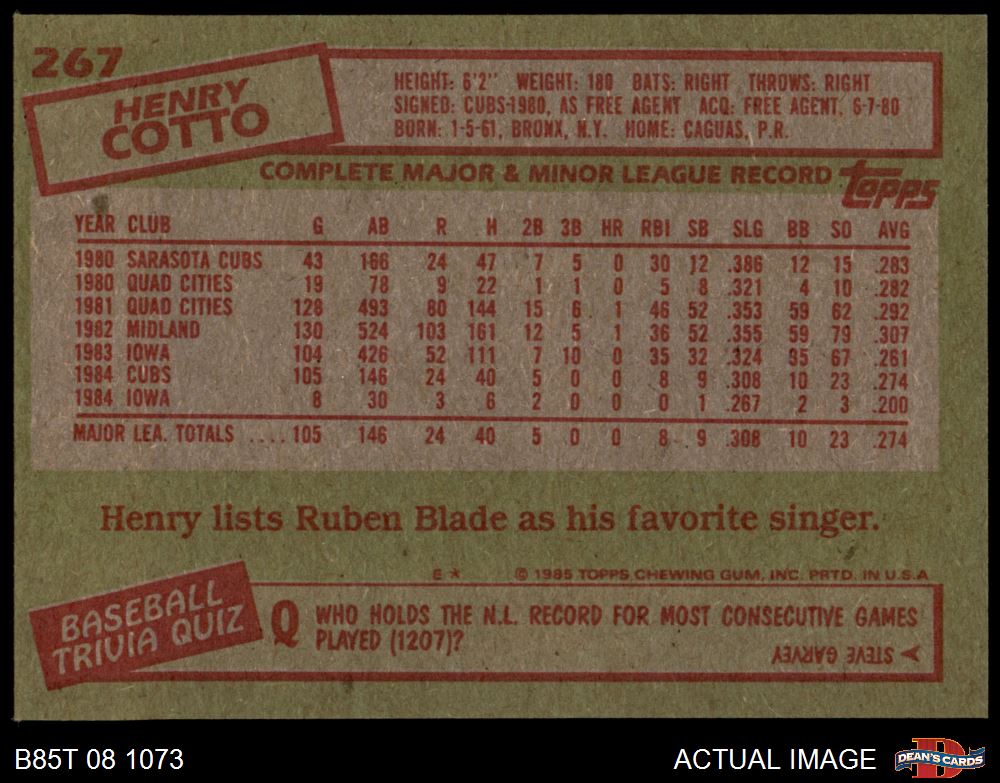 267
HENRY
COTTO
HEIGHT: 6'2" WEIGHT: 180 BATS: RIGHT THROWS: RIGHT
SIGNED: CUBS-1980, AS FREE AGENT ACQ: FREE AGENT, 6-7-80
BORN: 1-5-61, BRONX, N.Y. HOME: CAGUAS, P.R.
COMPLETE MAJOR & MINOR LEAGUE RECORD topps
YEAR CLUB G AB R H 2B 3B HR RBI SB SLG BB SO AVG
1980 SARASOTA CUBS 43 166 24 47 7 5 0 30 12 .386 12 15 .283
1980 QUAD CITIES 19 78 9 22 1 1 0 5 8 .321 4 10 .282
1981 QUAD CITIES 128 493 80 144 15 6 1 46 52 .353 59 62 .292
1982 MIDLAND 130 524 103 161 12 5 1 36 52 .355 59 79 .307
1983 IOWA 104 426 52 111 7 10 0 35 32 .324 35 67 .261
1984 CUBS 105 146 24 40 5 0 0 8 9 .308 10 23 .274
1984 IOWA 8 30 3 6 2 0 0 0 1 .267 2 3 .200
MAJOR LEA. TOTALS .... 105 146 24 40 5 0 0 8 9 .308 10 23 .274
Henry lists Ruben Blade as his favorite singer.
E * © 1985 TOPPS CHEWING GUM, INC. PRTD. IN U.S.A
BASEBALL
TRIVIA QUIZ
Q WHO HOLDS THE N.L. RECORD FOR MOST CONSECUTIVE GAMES
PLAYED (1207)?
A STEVE GARVEY
B85T 08 1073
ACTUAL IMAGE
D
DEAN'S CARDS